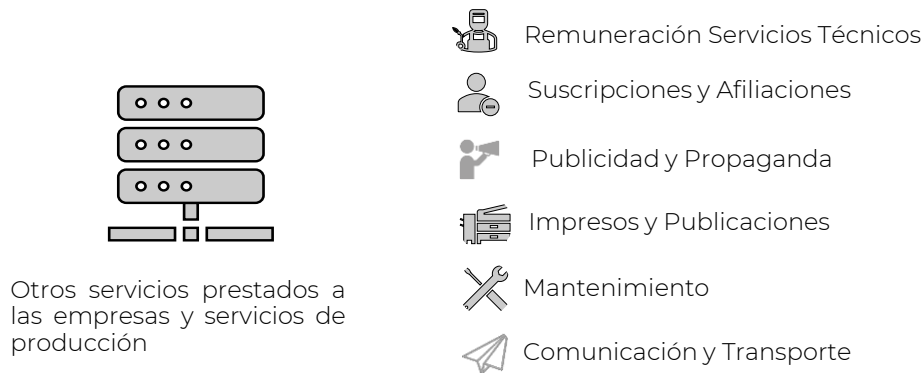 Otros servicios prestados a
las empresas y servicios de
producción
Remuneración Servicios Técnicos
Suscripciones y Afiliaciones
Publicidad y Propaganda
Impresos y Publicaciones
Mantenimiento
Comunicación y Transporte